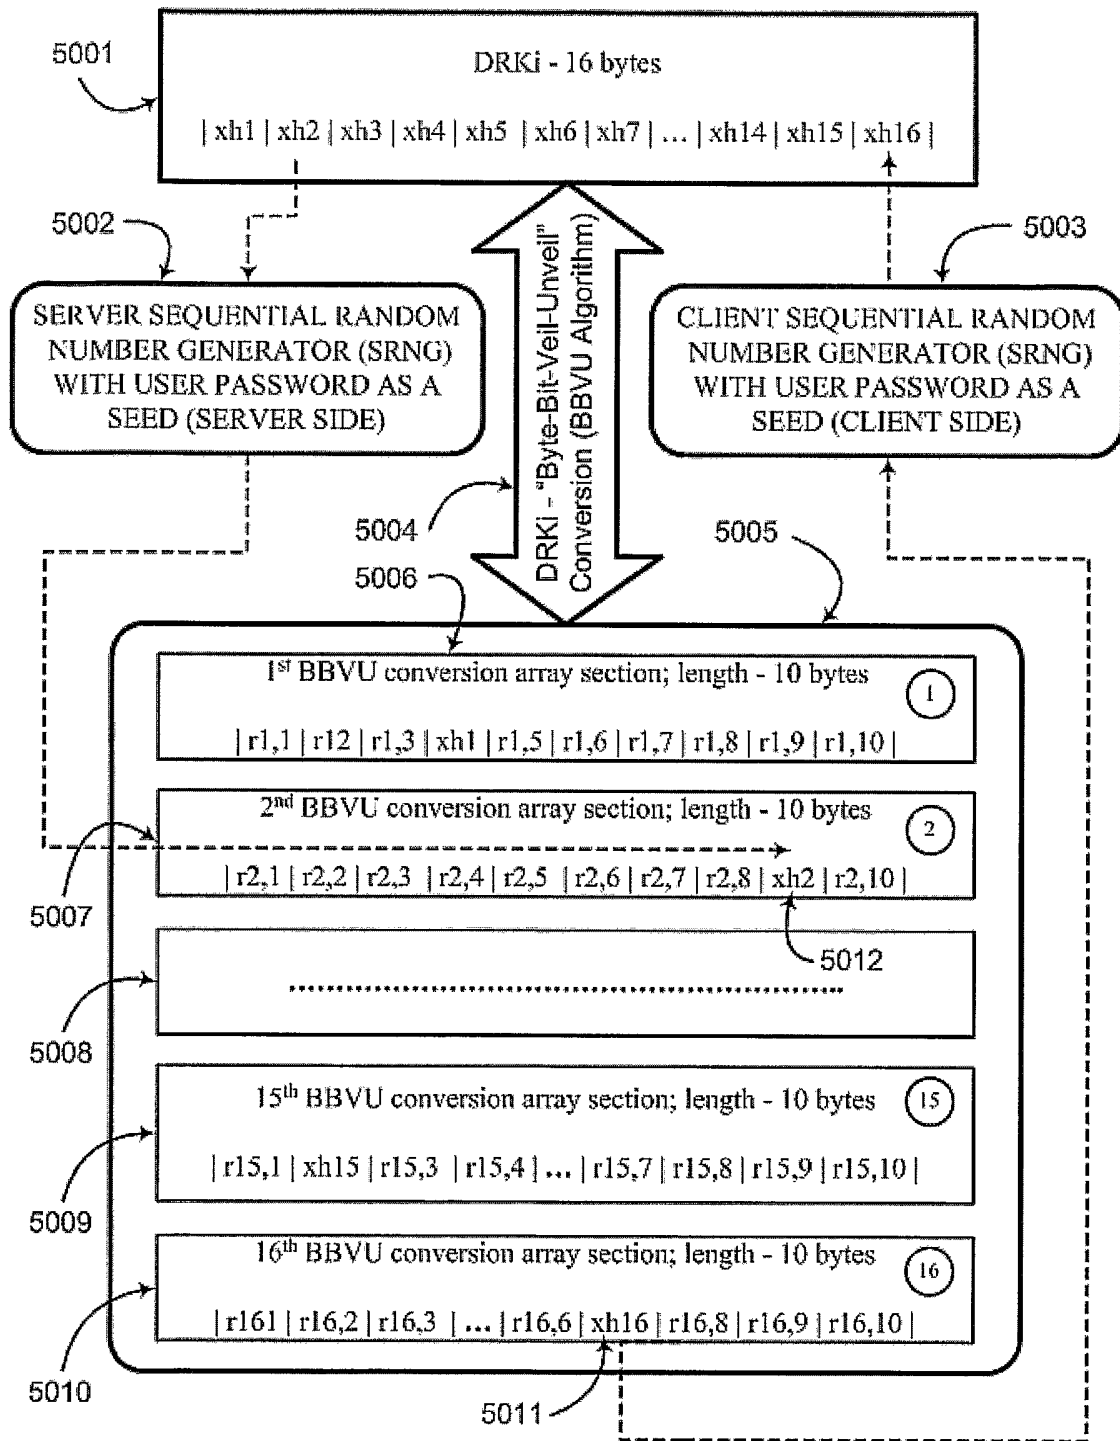 5001
DRKi - 16 bytes
| xh1 | xh2 | xh3 | xh4 | xh5 | xh6 | xh7 | ... | xh14 | xh15 | xh16 |
5002
5003
SERVER SEQUENTIAL RANDOM
NUMBER GENERATOR (SRNG)
WITH USER PASSWORD AS A
SEED (SERVER SIDE)
DRKi - “Byte-Bit-Veil-Unveil”
Conversion (BBVU Algorithm)
CLIENT SEQUENTIAL RANDOM
NUMBER GENERATOR (SRNG)
WITH USER PASSWORD AS A
SEED (CLIENT SIDE)
5004
5005
5006
1st BBVU conversion array section; length - 10 bytes
1
| r1,1 | r12 | r1,3 | xh1 | r1,5 | r1,6 | r1,7 | r1,8 | r1,9 | r1,10 |
2nd BBVU conversion array section; length - 10 bytes
2
| r2,1 | r2,2 | r2,3 | r2,4 | r2,5 | r2,6 | r2,7 | r2,8 | xh2 | r2,10 |
5007
5012
5008
15th BBVU conversion array section; length - 10 bytes
15
| r15,1 | xh15 | r15,3 | r15,4 | ... | r15,7 | r15,8 | r15,9 | r15,10 |
5009
16th BBVU conversion array section; length - 10 bytes
16
| r161 | r16,2 | r16,3 | ... | r16,6 | xh16 | r16,8 | r16,9 | r16,10 |
5010
5011